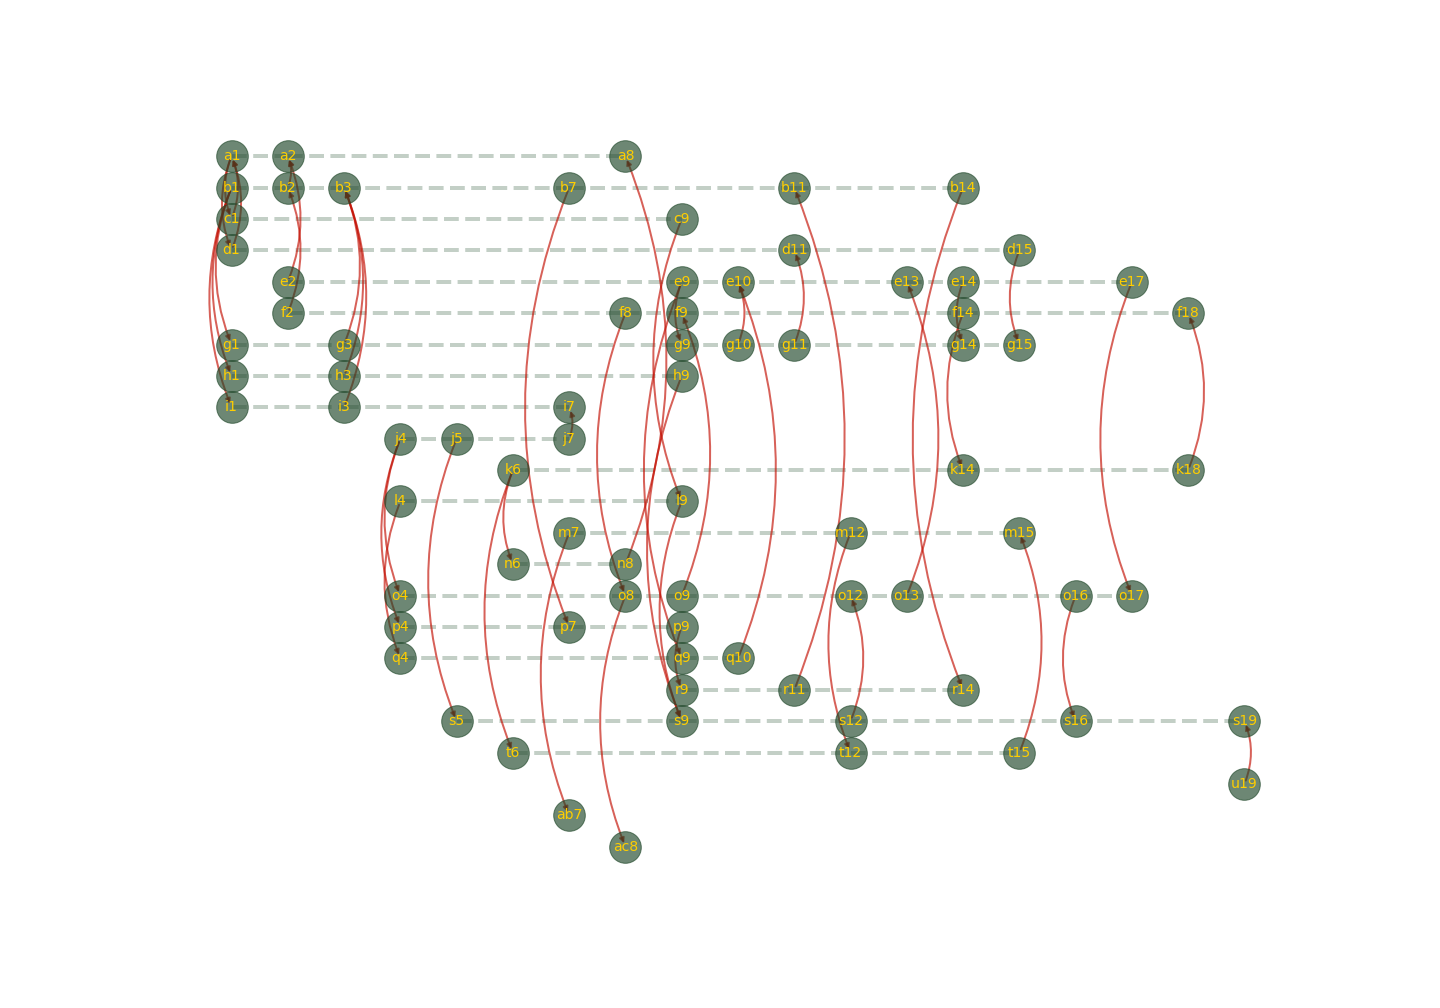 a1 a2 a8
b1 b2 b3 b7 b11 b14
c1 c9
d1 d11 d15
e2 e9 e10 e13 e14 e17
f2 f8 f9 f14 f18
g1 g3 g9 g10 g11 g14 g15
h1 h3 h9
i1 i3 i7
j4 j5 j7
k6 k14 k18
l4 l9
m7 m12 m15
n6 n8
o4 o8 o9 o12 o13 o16 o17
p4 p7 p9
q4 q9 q10
r9 r11 r14
s5 s9 s12 s16 s19
t6 t12 t15
u19
ab7
ac8